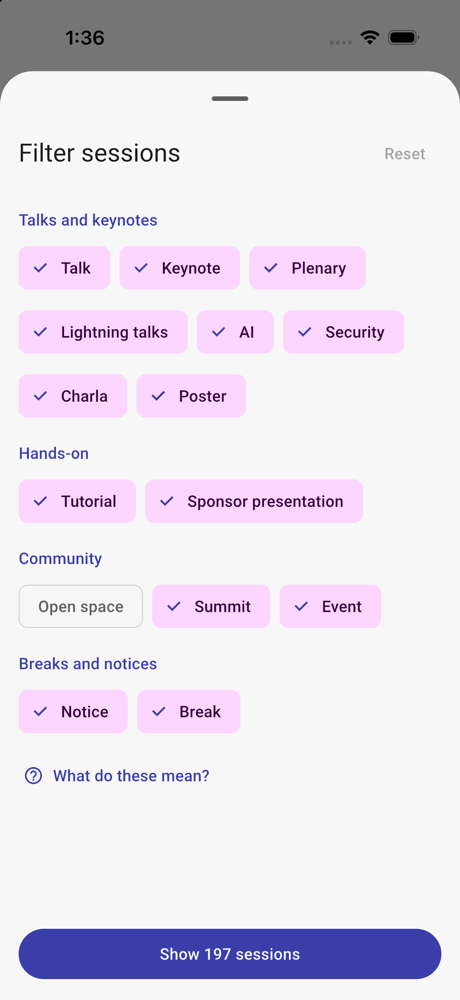 1:36
Filter sessions
Reset
Talks and keynotes
Talk Keynote Plenary
Lightning talks AI Security
Charla Poster
Hands-on
Tutorial Sponsor presentation
Community
Open space Summit Event
Breaks and notices
Notice Break
What do these mean?
Show 197 sessions